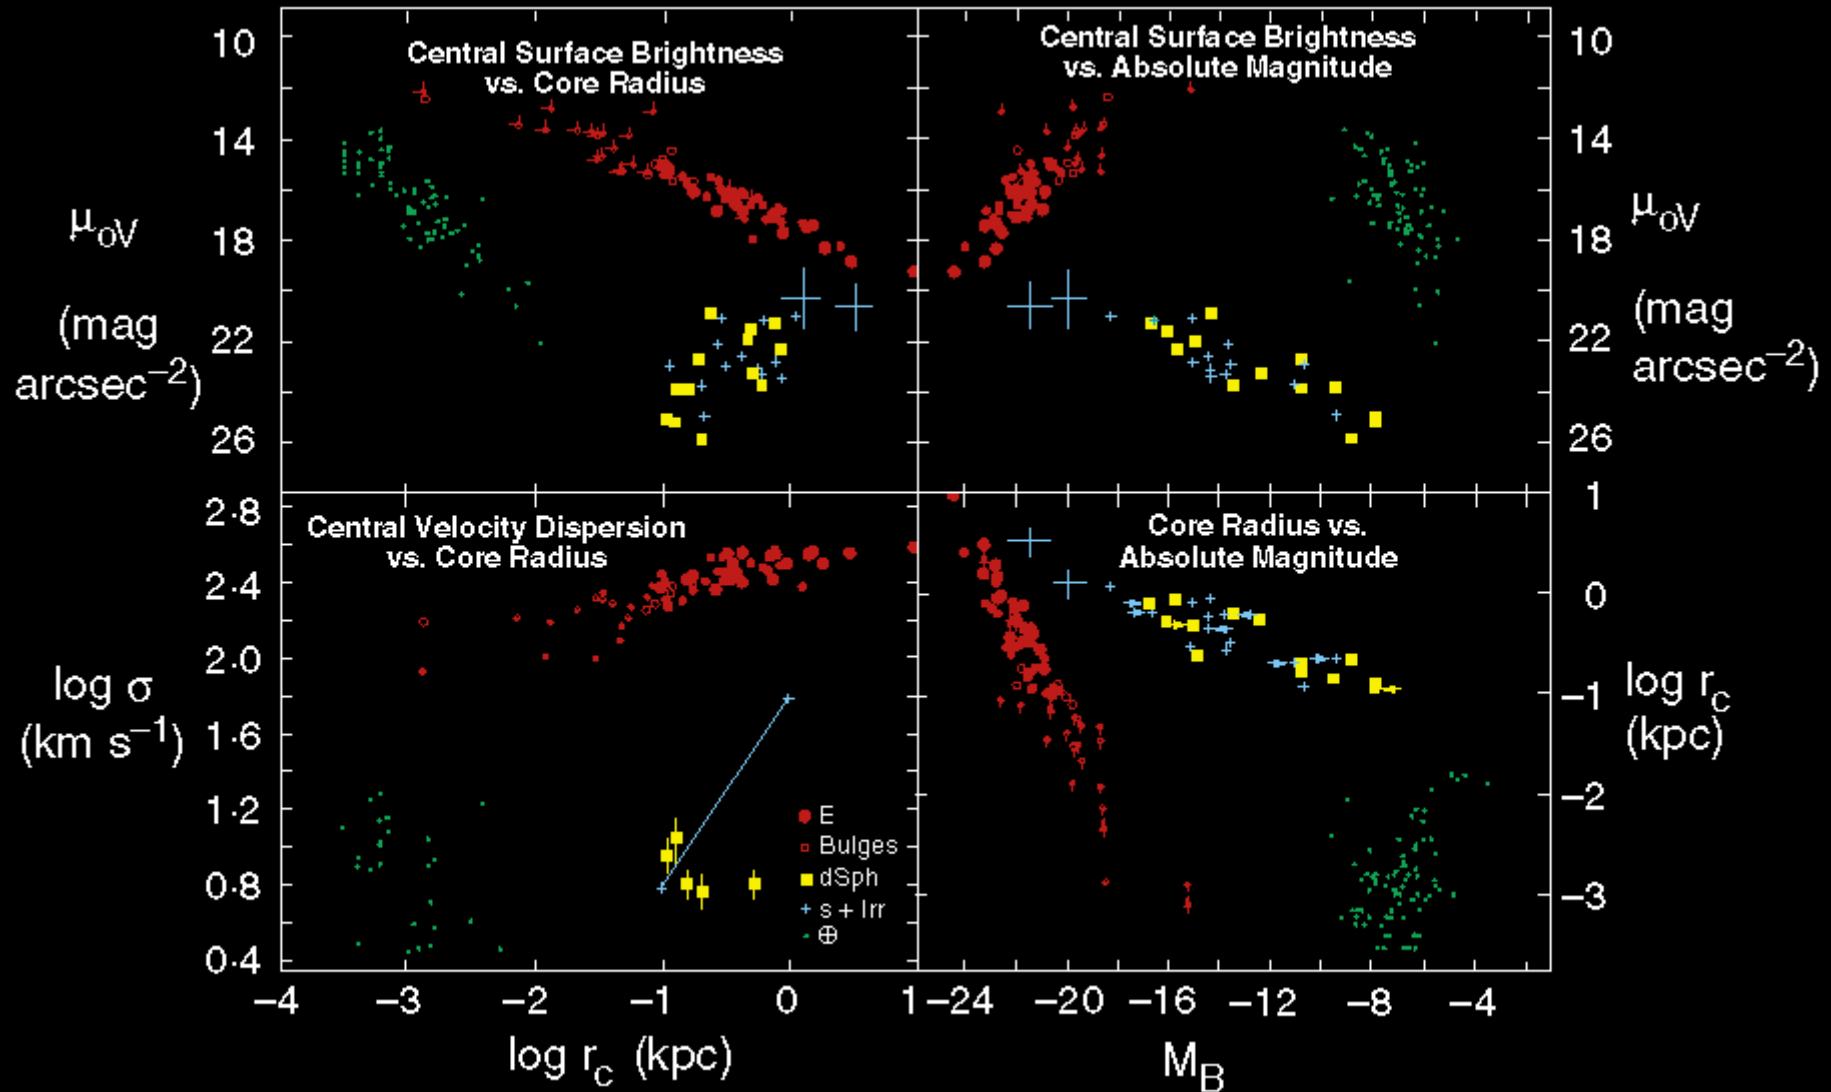 Central Surface Brightness
vs. Core Radius
Central Surface Brightness
vs. Absolute Magnitude
10
14
18
22
26
μoV
(mag
arcsec−2)
10
14
18
22
26
μoV
(mag
arcsec−2)
Central Velocity Dispersion
vs. Core Radius
Core Radius vs.
Absolute Magnitude
2·8
2·4
2·0
1·6
1·2
0·8
0·4
log σ
(km s−1)
E
Bulges
dSph
s + Irr
⊕
1
0
−1
−2
−3
log rc
(kpc)
−4 −3 −2 −1 0 1
−24 −20 −16 −12 −8 −4
log rc (kpc)
MB